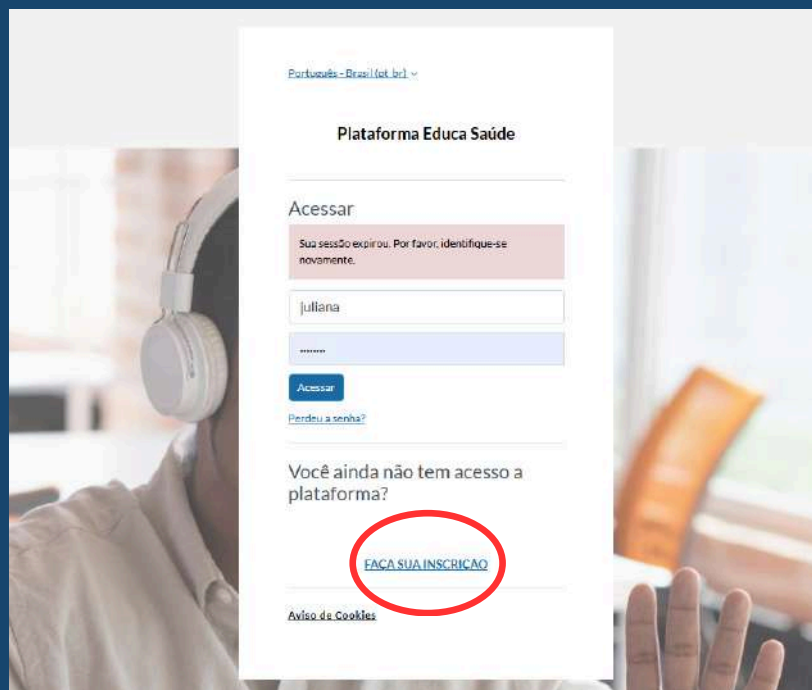 Português - Brasil (pt_br)
Plataforma Educa Saúde
Acessar
Sua sessão expirou. Por favor, identifique-se
novamente.
juliana
••••••••
Acessar
Perdeu a senha?
Você ainda não tem acesso a
plataforma?
FAÇA SUA INSCRIÇÃO
Aviso de Cookies